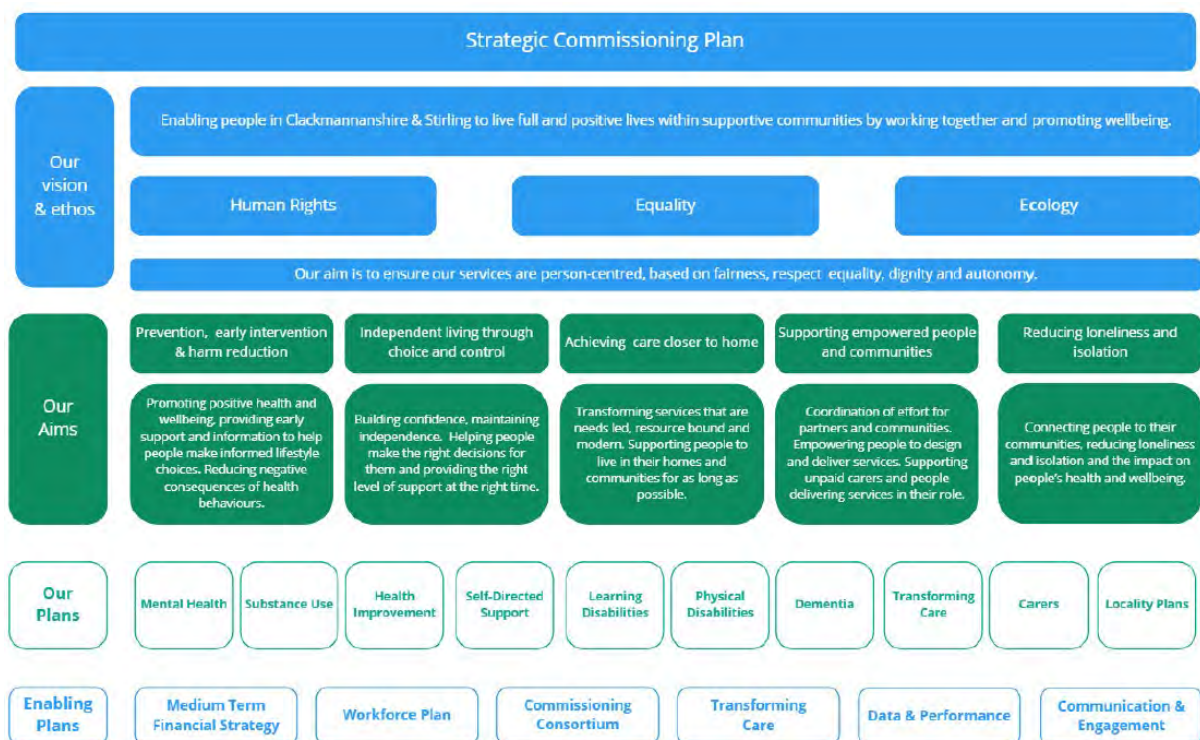 Strategic Commissioning Plan
Our
vision
& ethos
Enabling people in Clackmannanshire & Stirling to live full and positive lives within supportive communities by working together and promoting wellbeing.
Human Rights
Equality
Ecology
Our aim is to ensure our services are person-centred, based on fairness, respect equality, dignity and autonomy.
Our
Aims
Prevention, early intervention
& harm reduction
Independent living through
choice and control
Achieving care closer to home
Supporting empowered people
and communities
Reducing loneliness and
isolation
Promoting positive health and
wellbeing, providing early
support and information to help
people make informed lifestyle
choices. Reducing negative
consequences of health
behaviours.
Building confidence, maintaining
independence. Helping people
make the right decisions for
them and providing the right
level of support at the right time.
Transforming services that are
needs led, resource bound and
modern. Supporting people to
live in their homes and
communities for as long as
possible.
Coordination of effort for
partners and communities.
Empowering people to design
and deliver services. Supporting
unpaid carers and people
delivering services in their role.
Connecting people to their
communities, reducing loneliness
and isolation and the impact on
people's health and wellbeing.
Our
Plans
Mental Health
Substance Use
Health
Improvement
Self-Directed
Support
Learning
Disabilities
Physical
Disabilities
Dementia
Transforming
Care
Carers
Locality Plans
Enabling
Plans
Medium Term
Financial Strategy
Workforce Plan
Commissioning
Consortium
Transforming
Care
Data & Performance
Communication &
Engagement